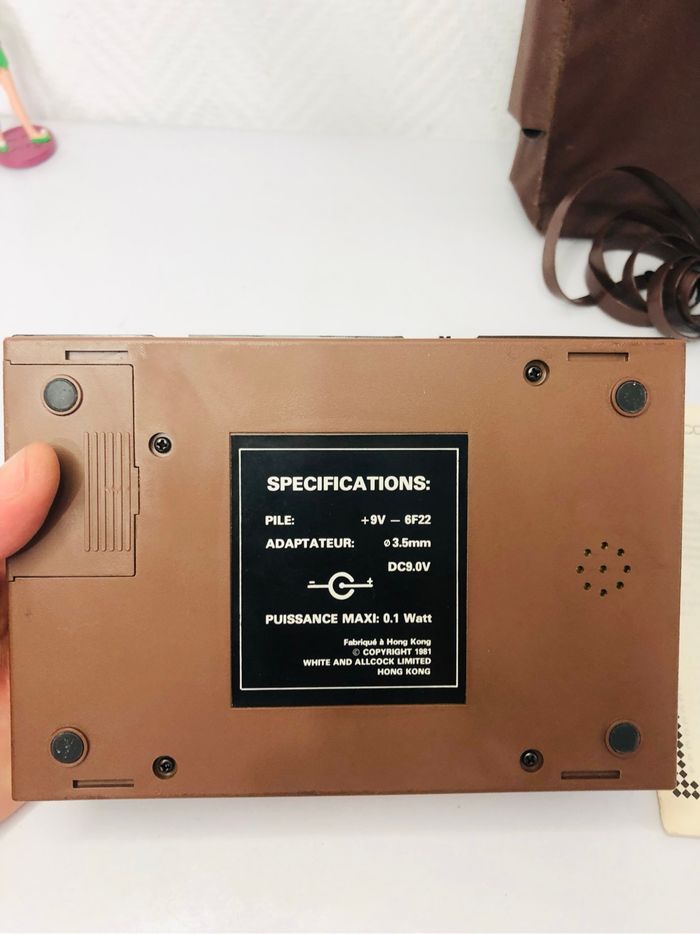 SPECIFICATIONS:
PILE: +9V — 6F22
ADAPTATEUR: ⌀3.5mm
DC9.0V
- +
PUISSANCE MAXI: 0.1 Watt
Fabriqué à Hong Kong
© COPYRIGHT 1981
WHITE AND ALLCOCK LIMITED
HONG KONG